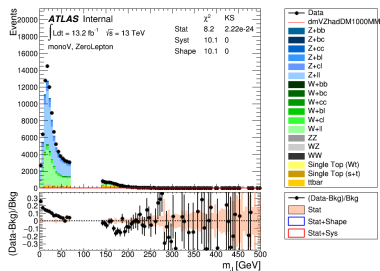 Events
20000
18000
16000
14000
12000
10000
8000
6000
4000
2000
0
ATLAS Internal
∫Ldt = 13.2 fb⁻¹ √s = 13 TeV
monoV, ZeroLepton
χ² KS
Stat 8.2 2.22e-24
Syst 10.1 0
Shape 10.1 0
Data
dmVZhadDM1000MM
Z+bb
Z+bc
Z+cc
Z+bl
Z+cl
Z+ll
W+bb
W+bc
W+cc
W+bl
W+cl
W+ll
ZZ
WZ
WW
Single Top (Wt)
Single Top (s+t)
ttbar
(Data-Bkg)/Bkg
0.3
0.2
0.1
0
−0.1
−0.2
−0.3
0 50 100 150 200 250 300 350 400 450 500
m_J [GeV]
(Data-Bkg)/Bkg
Stat
Stat+Shape
Stat+Sys